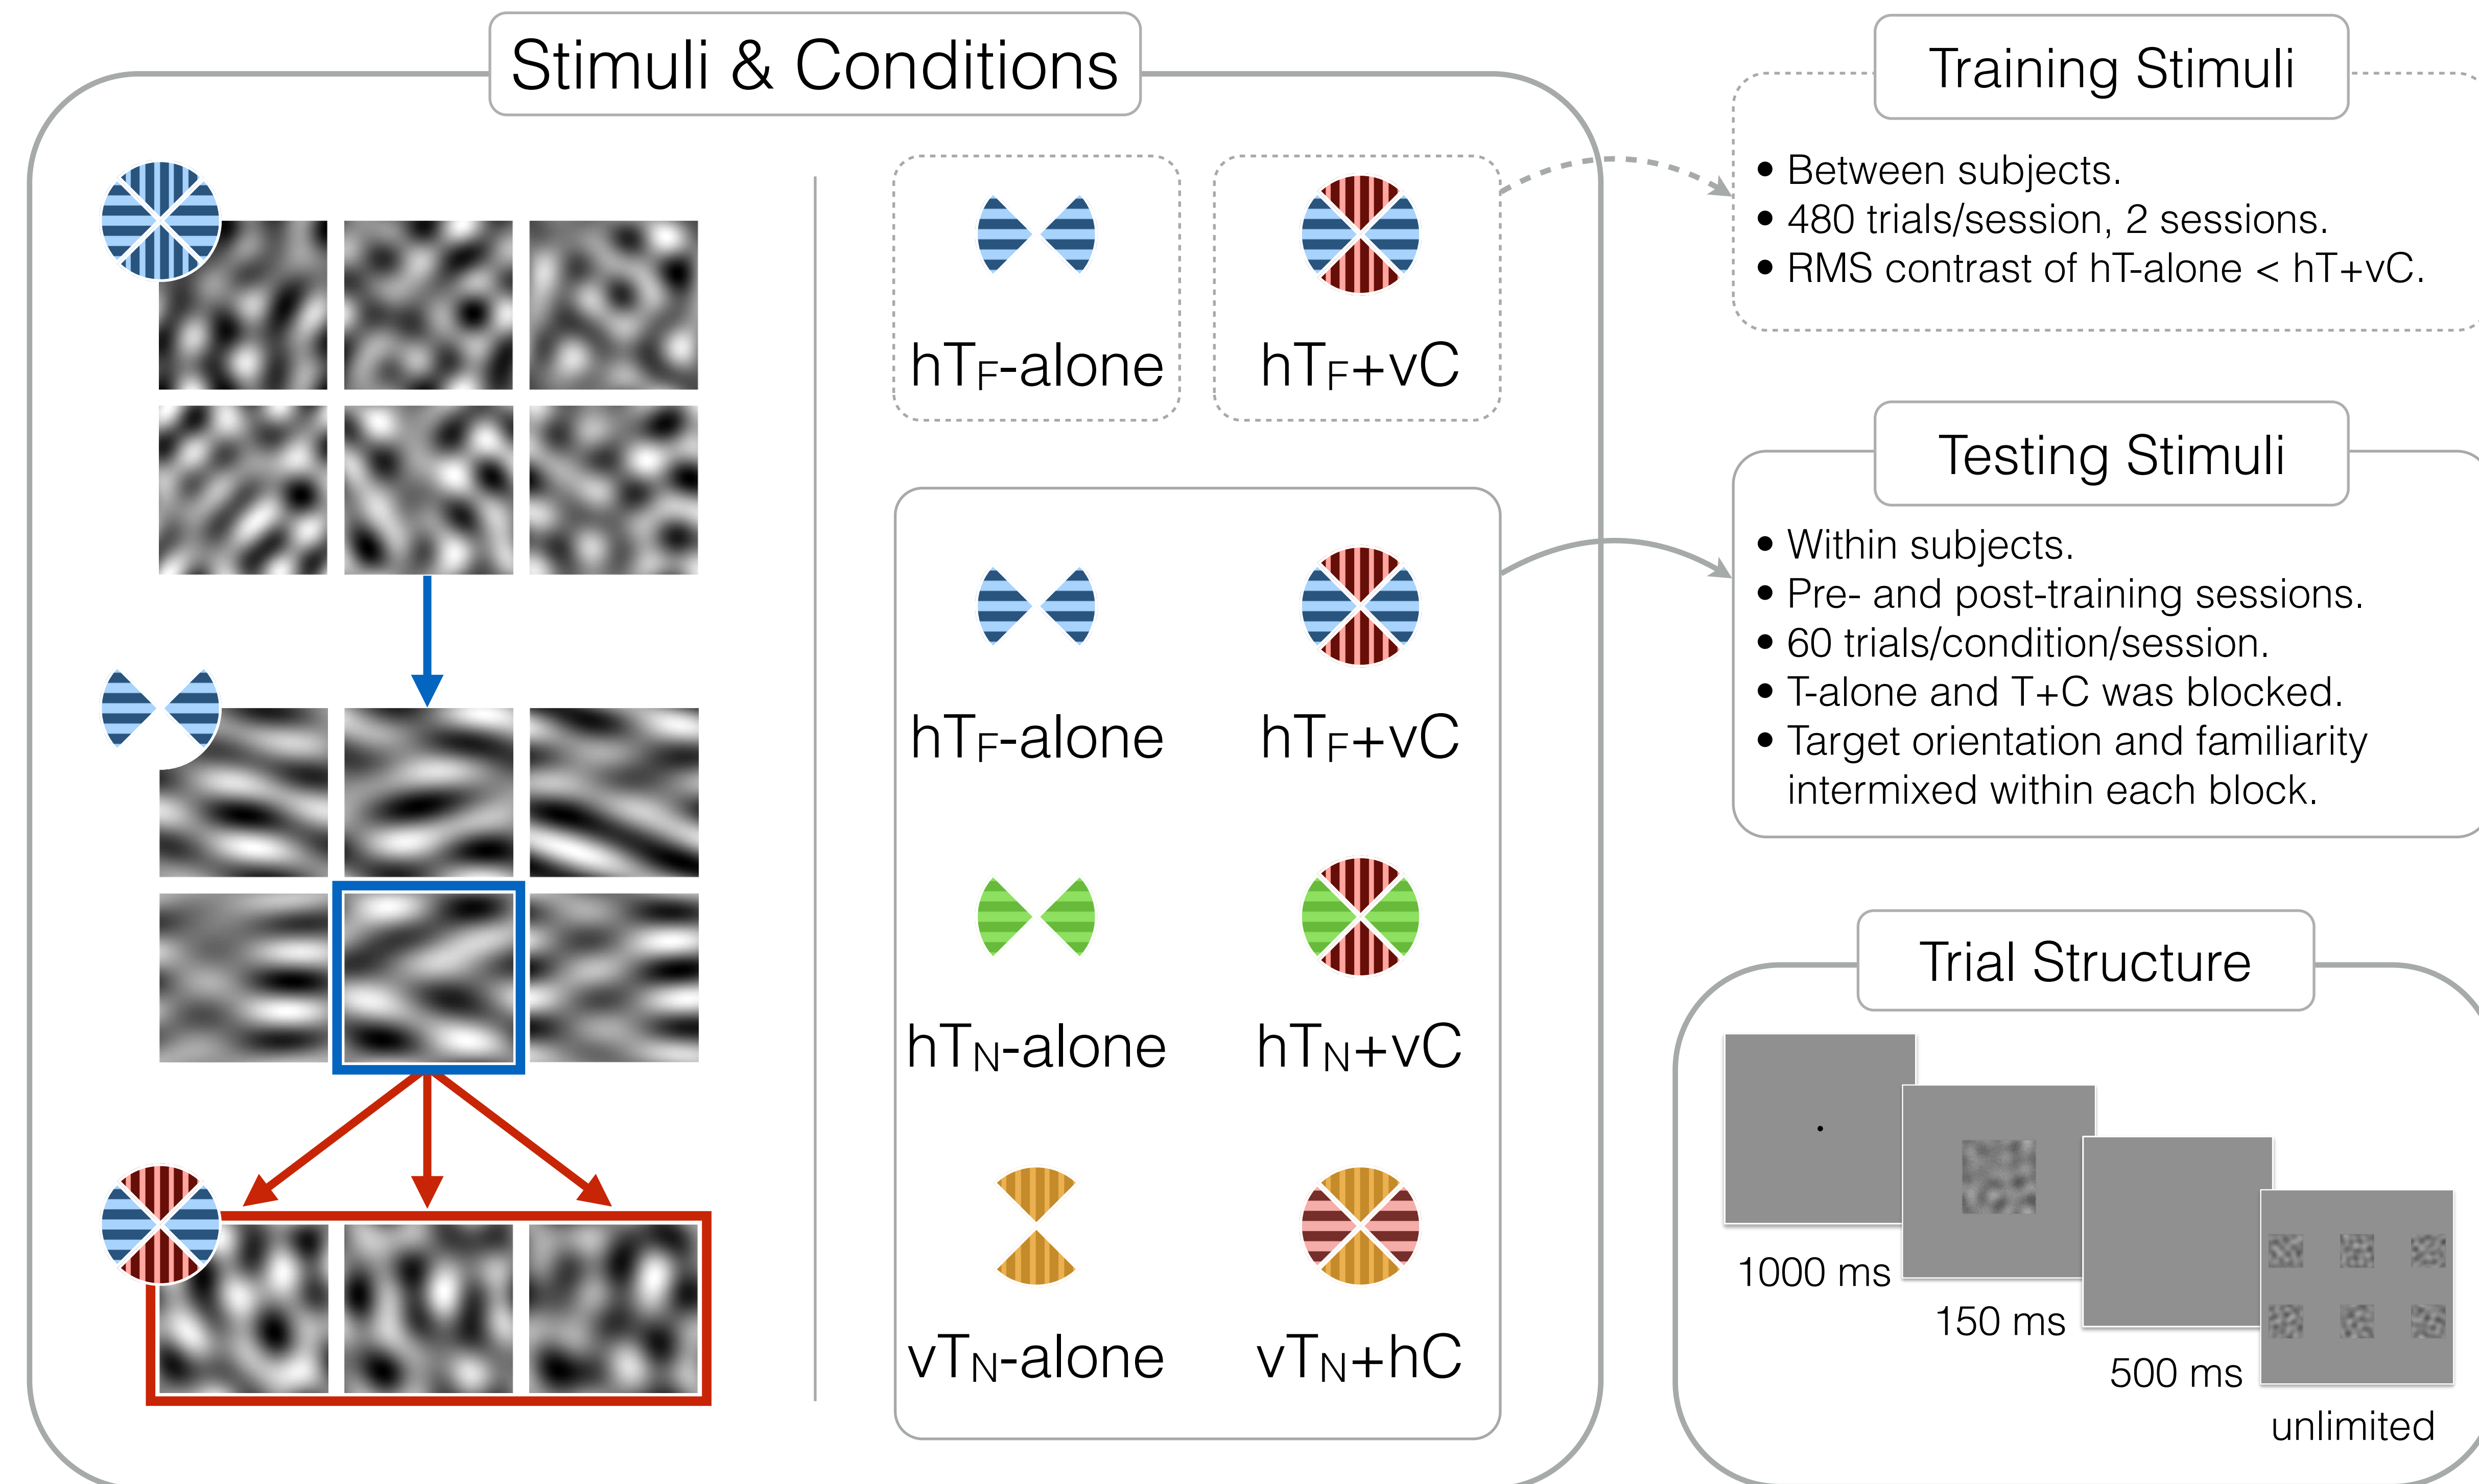 Stimuli & Conditions
hTF-alone
hTF+vC
hTF-alone
hTF+vC
hTN-alone
hTN+vC
vTN-alone
vTN+hC
Training Stimuli
• Between subjects.
• 480 trials/session, 2 sessions.
• RMS contrast of hT-alone < hT+vC.
Testing Stimuli
• Within subjects.
• Pre- and post-training sessions.
• 60 trials/condition/session.
• T-alone and T+C was blocked.
• Target orientation and familiarity
intermixed within each block.
Trial Structure
1000 ms
150 ms
500 ms
unlimited